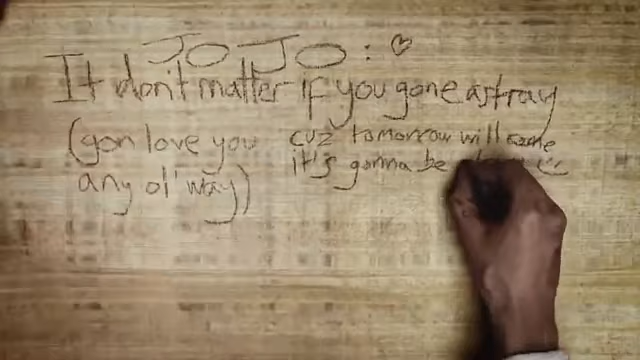 JOJO:♡
It don't matter if you gone astray
(gon love you
any ol' way)
cuz tomorrow will come
it's gonna be